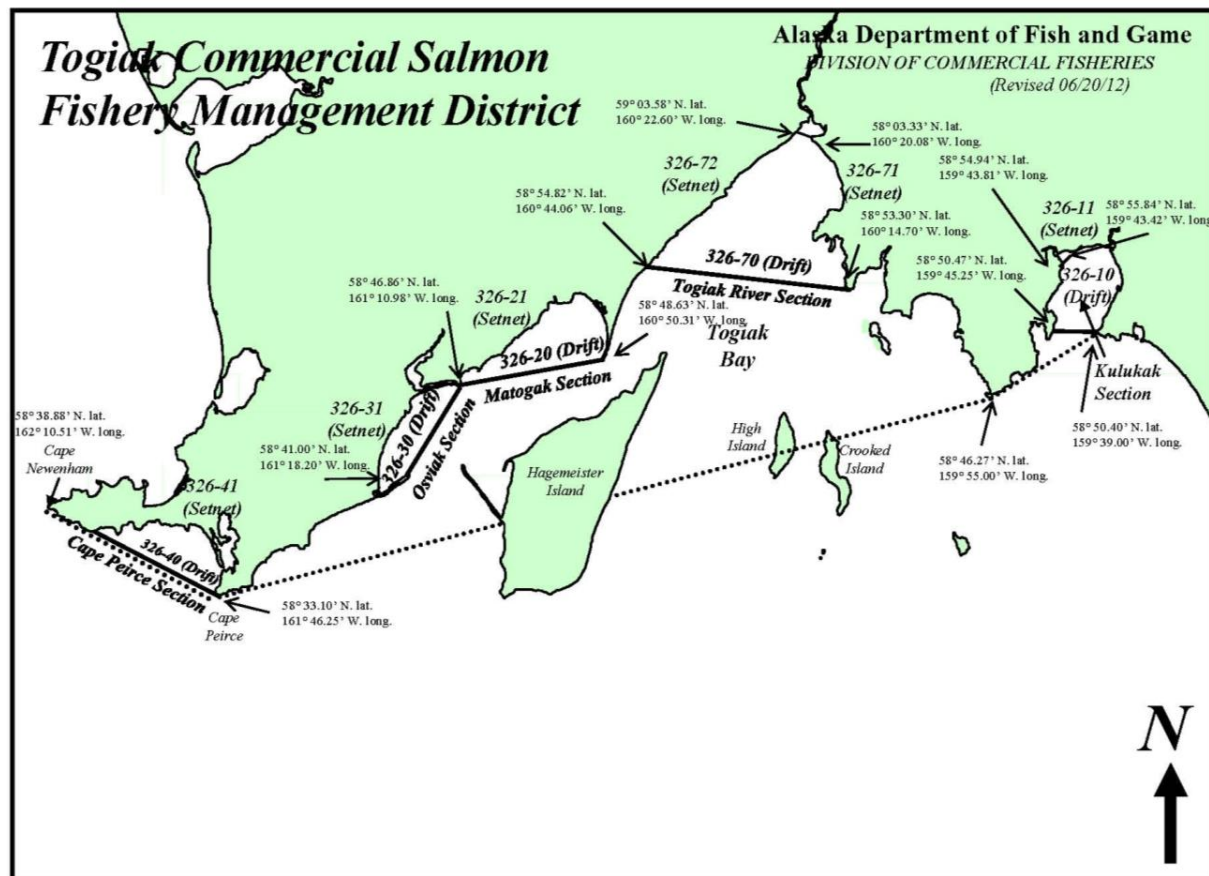 Togiak Commercial Salmon
Fishery Management District
Alaska Department of Fish and Game
DIVISION OF COMMERCIAL FISHERIES
(Revised 06/20/12)
59° 03.58' N. lat.
160° 22.60' W. long.
58° 03.33' N. lat.
160° 20.08' W. long.
326-72
(Setnet)
326-71
(Setnet)
58° 54.94' N. lat.
159° 43.81' W. long.
58° 54.82' N. lat.
160° 44.06' W. long.
58° 53.30' N. lat.
160° 14.70' W. long.
326-11
(Setnet)
58° 55.84' N. lat.
159° 43.42' W. long.
58° 50.47' N. lat.
159° 45.25' W. long.
326-10
(Drift)
326-70 (Drift)
Togiak River Section
58° 46.86' N. lat.
161° 10.98' W. long.
326-21
(Setnet)
58° 48.63' N. lat.
160° 50.31' W. long.
326-20 (Drift)
Matogak Section
Togiak
Bay
Kulukak
Section
58° 50.40' N. lat.
159° 39.00' W. long.
326-31
(Setnet)
326-30 (Drift)
Osviak Section
58° 41.00' N. lat.
161° 18.20' W. long.
58° 38.88' N. lat.
162° 10.51' W. long.
Cape
Newenham
326-41
(Setnet)
Hagemeister
Island
High
Island
Crooked
Island
58° 46.27' N. lat.
159° 55.00' W. long.
326-40 (Drift)
Cape Peirce Section
58° 33.10' N. lat.
161° 46.25' W. long.
Cape
Peirce
N